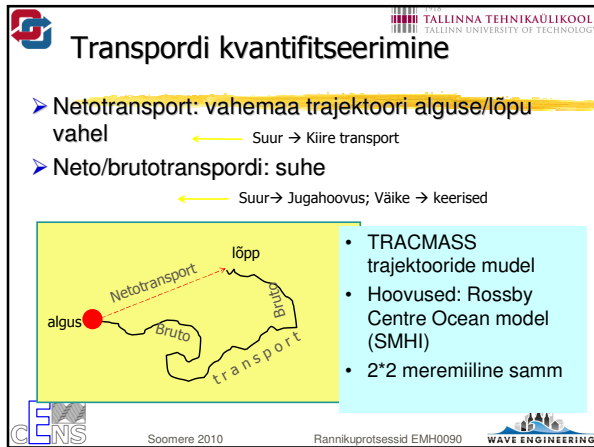 1918
TALLINNA TEHNIKAÜLIKOOL
TALLINN UNIVERSITY OF TECHNOLOGY
Transpordi kvantifitseerimine
Netotransport: vahemaa trajektoori alguse/lõpu
vahel
Suur → Kiire transport
Neto/brutotranspordi: suhe
Suur→ Jugahoovus; Väike → keerised
lõpp
Netotransport
algus
Bruto
Bruto
transport
• TRACMASS
trajektooride mudel
• Hoovused: Rossby
Centre Ocean model
(SMHI)
• 2*2 meremiiline samm
CENS
Soomere 2010
Rannikuprotsessid EMH0090
WAVE ENGINEERING